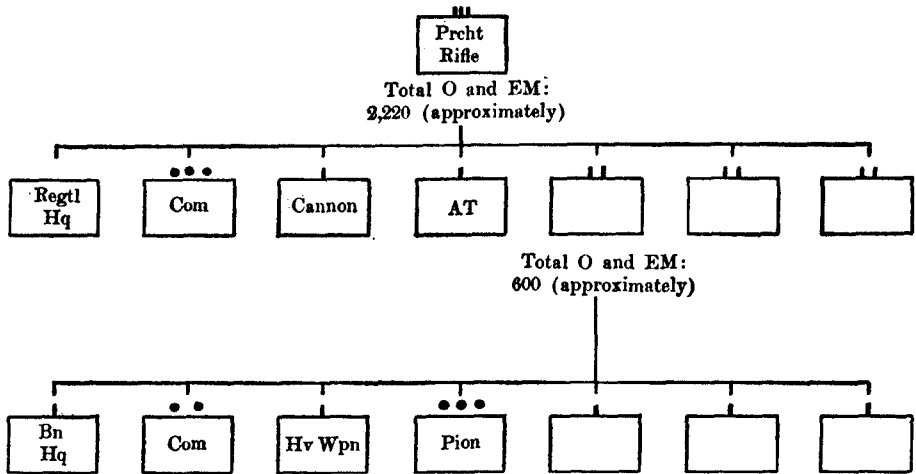 Prcht
Rifle
Total O and EM:
2,220 (approximately)
Regtl
Hq
Com
Cannon
AT
Total O and EM:
600 (approximately)
Bn
Hq
Com
Hv Wpn
Pion